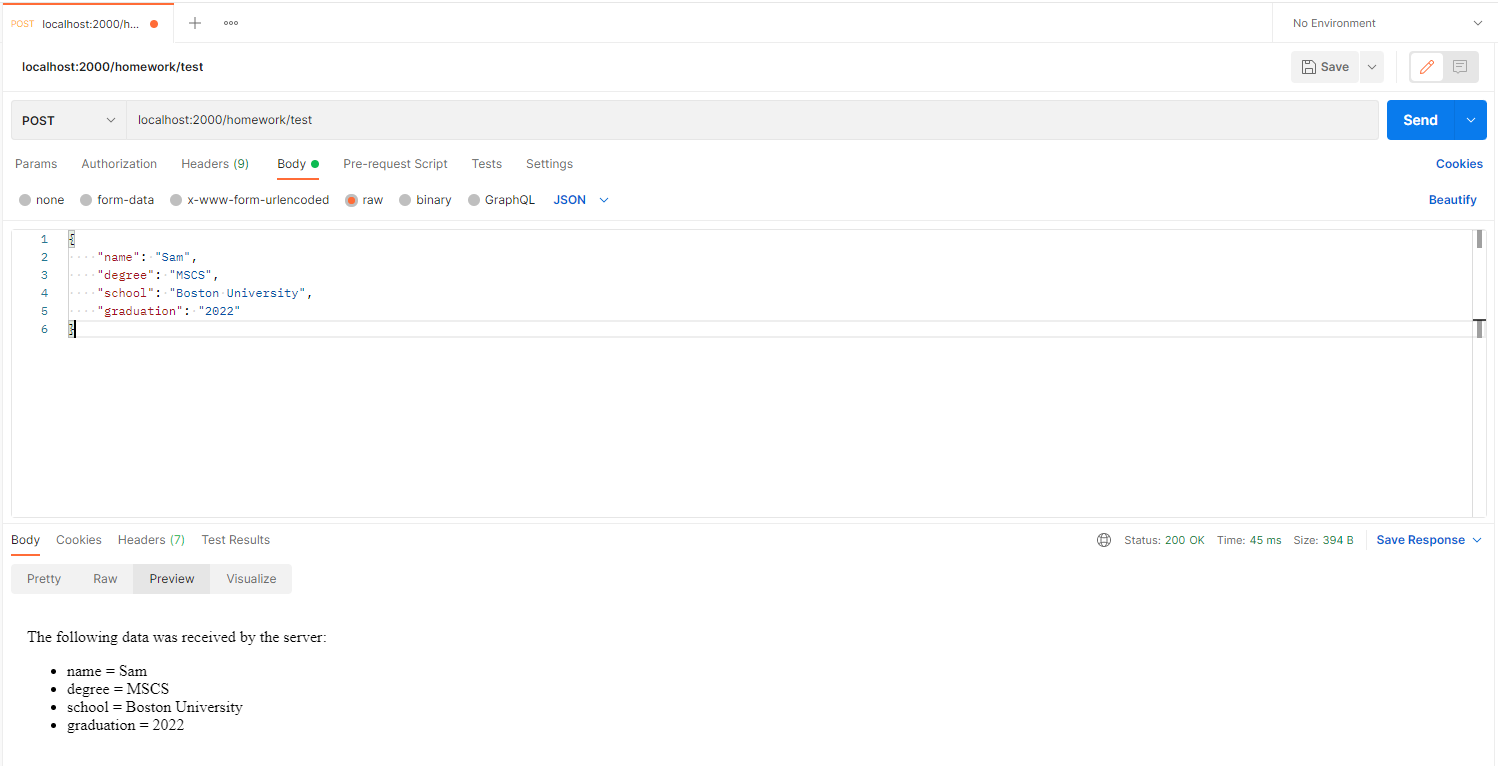 POST localhost:2000/h... No Environment
localhost:2000/homework/test Save
POST localhost:2000/homework/test Send
Params Authorization Headers (9) Body Pre-request Script Tests Settings Cookies
none form-data x-www-form-urlencoded raw binary GraphQL JSON Beautify
1 {
2 ····"name":·"Sam",
3 ····"degree":·"MSCS",
4 ····"school":·"Boston·University",
5 ····"graduation":·"2022"
6 }
Body Cookies Headers (7) Test Results Status: 200 OK Time: 45 ms Size: 394 B Save Response
Pretty Raw Preview Visualize
The following data was received by the server:
• name = Sam
• degree = MSCS
• school = Boston University
• graduation = 2022